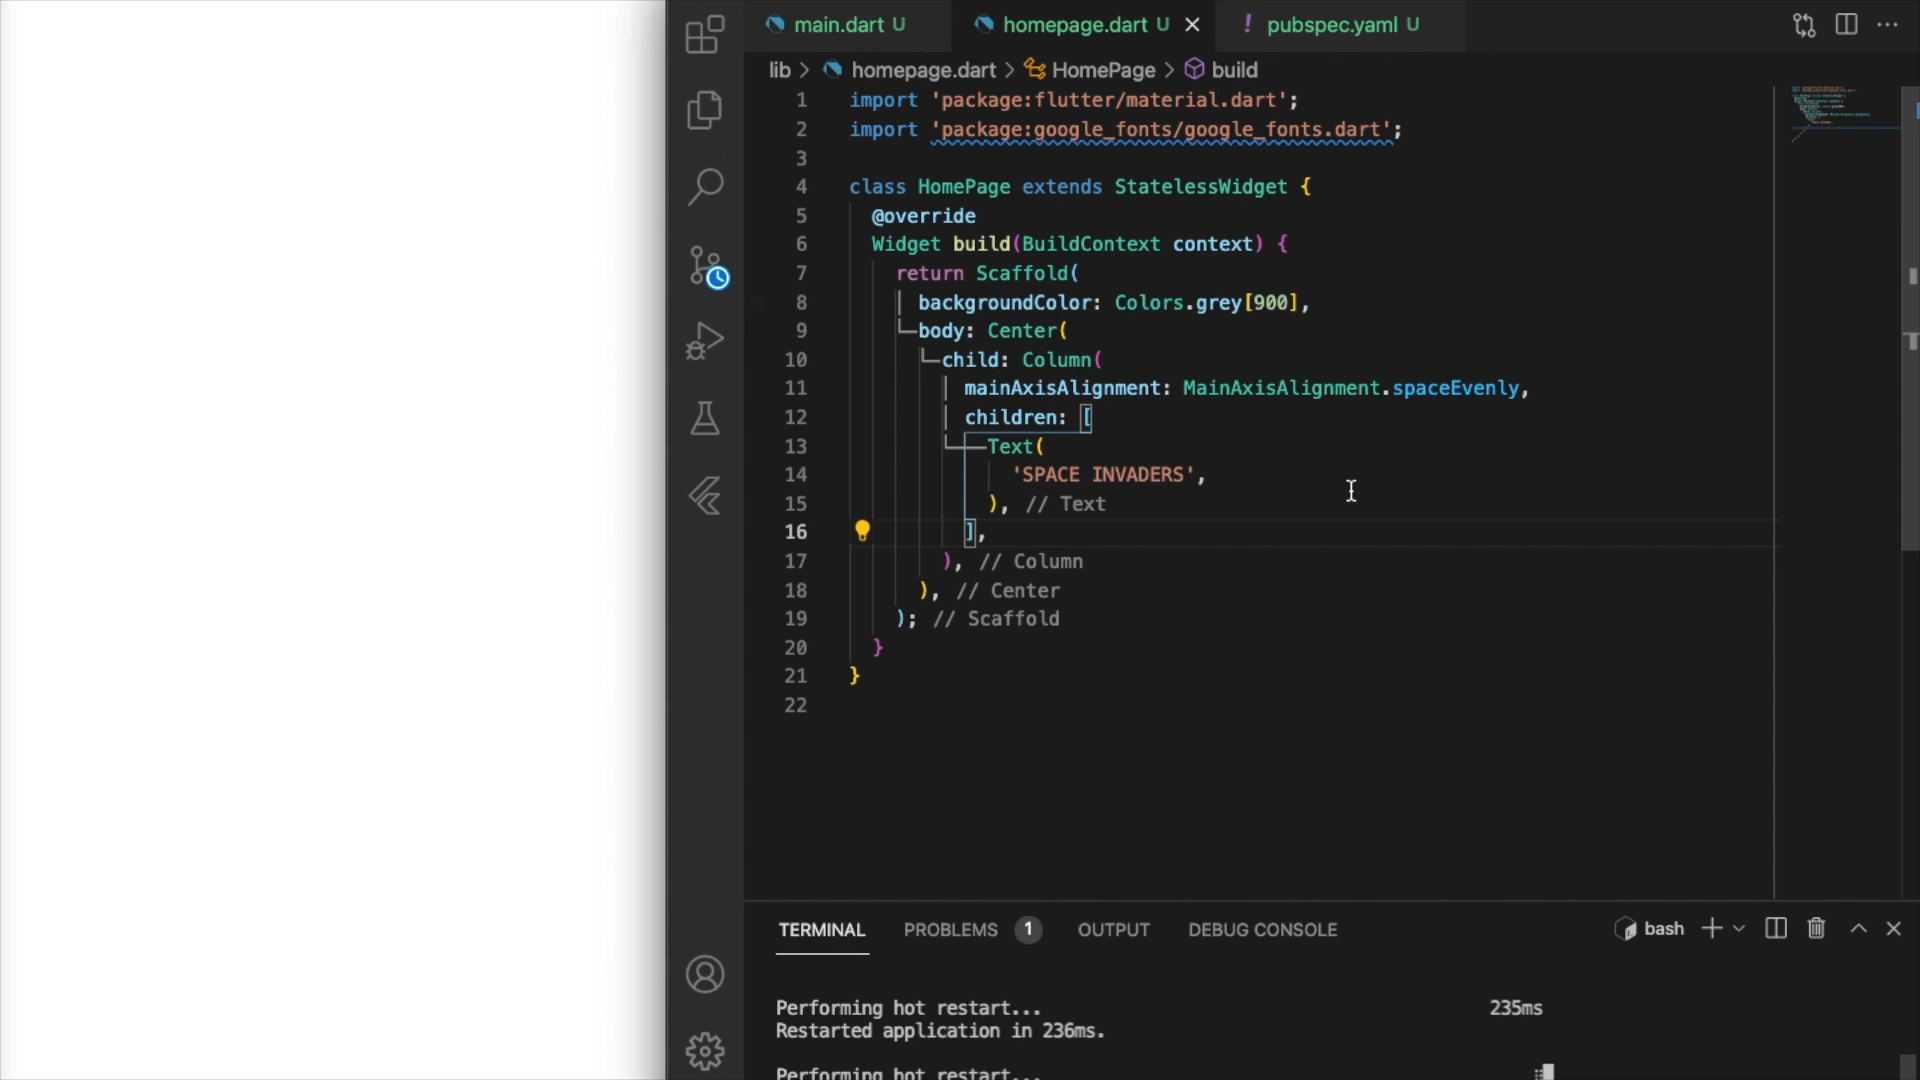 main.dart U
homepage.dart U
! pubspec.yaml U
lib > homepage.dart > HomePage > build
1 import 'package:flutter/material.dart';
2 import 'package:google_fonts/google_fonts.dart';
3
4 class HomePage extends StatelessWidget {
5 @override
6 Widget build(BuildContext context) {
7 return Scaffold(
8 backgroundColor: Colors.grey[900],
9 body: Center(
10 child: Column(
11 mainAxisAlignment: MainAxisAlignment.spaceEvenly,
12 children: [
13 Text(
14 'SPACE INVADERS',
15 ), // Text
16 ],
17 ), // Column
18 ), // Center
19 ); // Scaffold
20 }
21 }
22
TERMINAL PROBLEMS 1 OUTPUT DEBUG CONSOLE bash
Performing hot restart... 235ms
Restarted application in 236ms.
Performing hot restart...